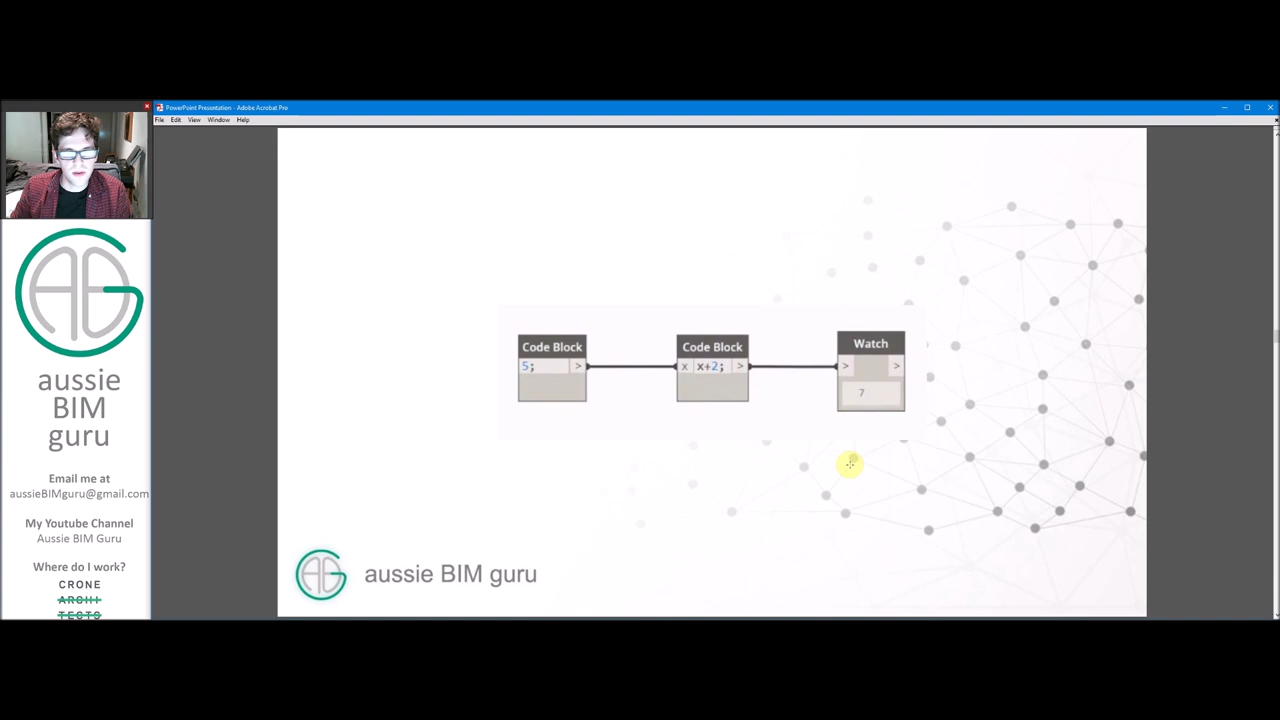 PowerPoint Presentation - Adobe Acrobat Pro
File Edit View Window Help
aussie
BIM
guru
Email me at
aussieBIMguru@gmail.com
My Youtube Channel
Aussie BIM Guru
Where do I work?
CRONE
ARCHI
TECTS
Code Block
5; >
Code Block
x x+2; >
Watch
> >
7
aussie BIM guru